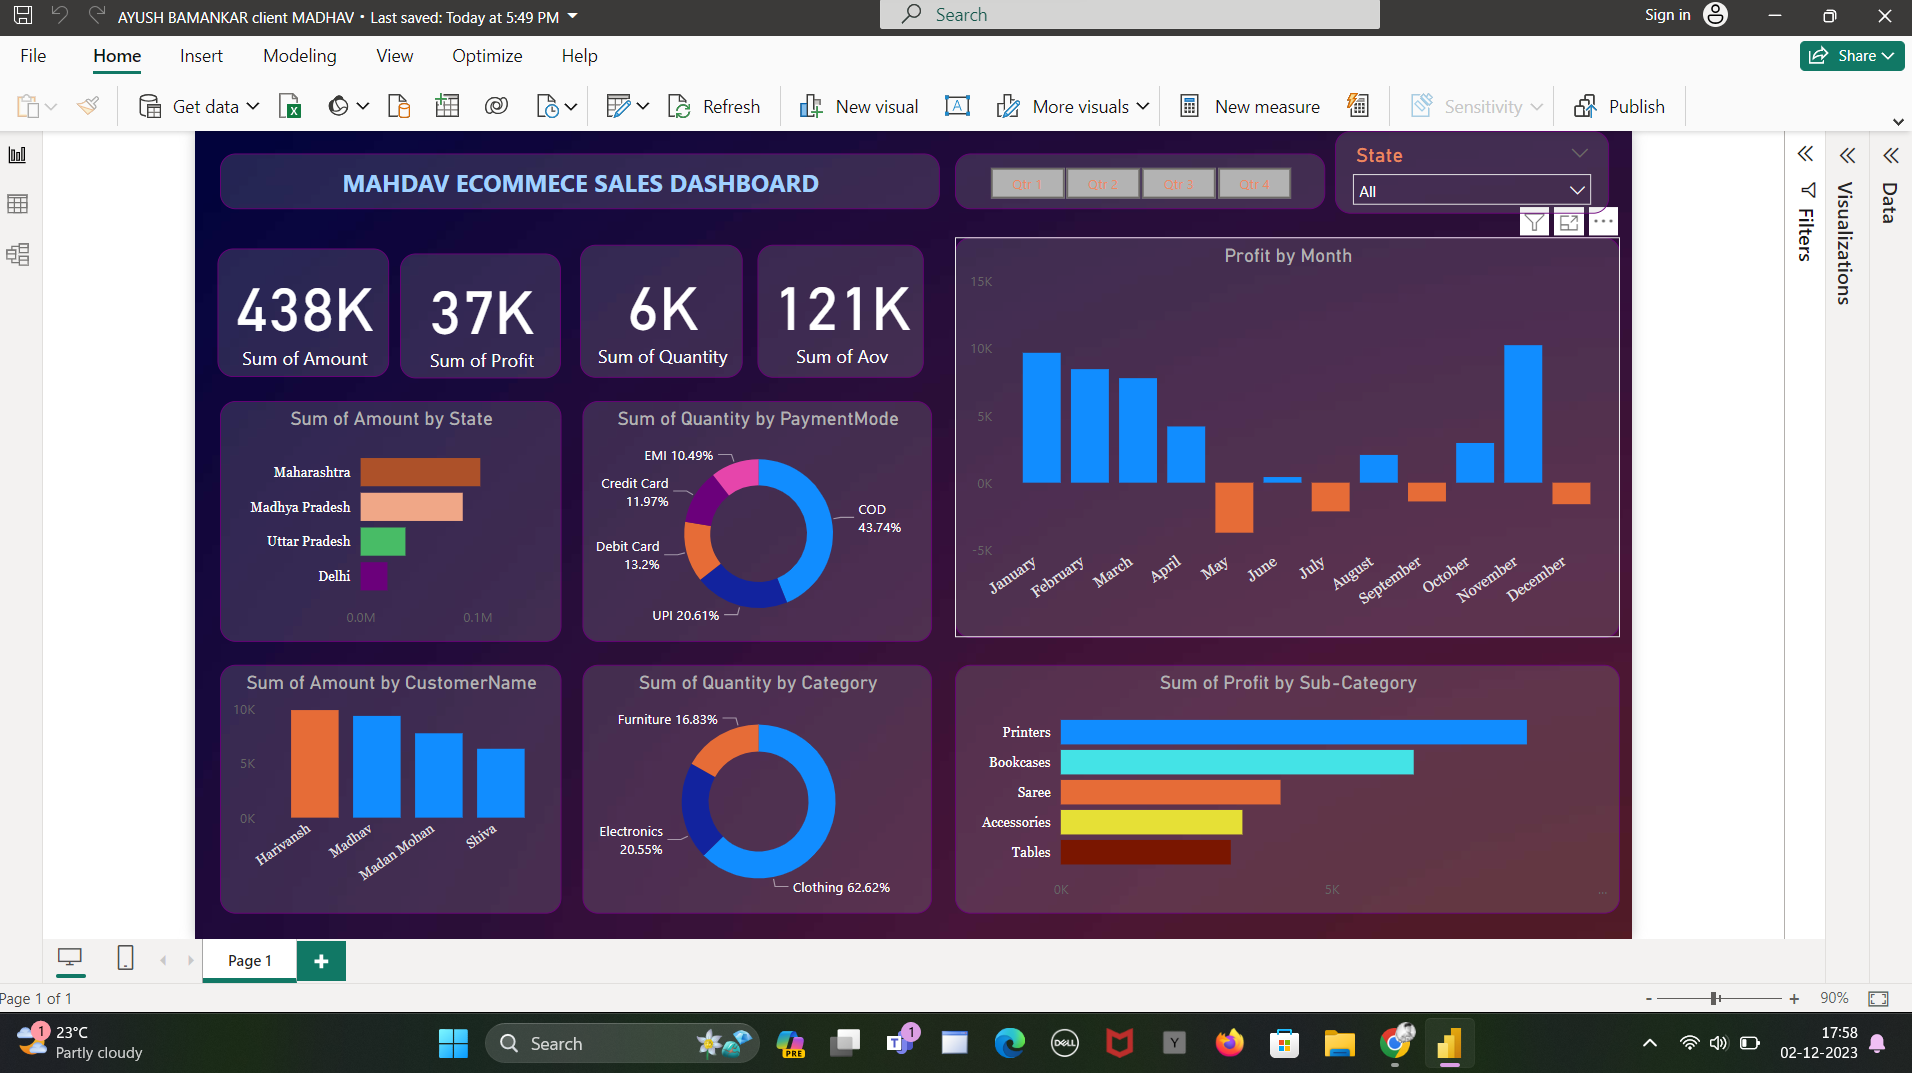 AYUSH BAMANKAR client MADHAV • Last saved: Today at 5:49 PM
Search
Sign in
File
Home
Insert
Modeling
View
Optimize
Help
Share
Get data
Refresh
New visual
A
More visuals
New measure
Sensitivity
Publish
MAHDAV ECOMMECE SALES DASHBOARD
Qtr 1
Qtr 2
Qtr 3
Qtr 4
State
All
Filters
Visualizations
Data
438K
Sum of Amount
37K
Sum of Profit
6K
Sum of Quantity
121K
Sum of Aov
Profit by Month
15K
10K
5K
0K
-5K
January
February
March
April
May
June
July
August
September
October
November
December
Sum of Amount by State
Maharashtra
Madhya Pradesh
Uttar Pradesh
Delhi
0.0M
0.1M
Sum of Quantity by PaymentMode
EMI 10.49%
Credit Card
11.97%
Debit Card
13.2%
UPI 20.61%
COD
43.74%
Sum of Amount by CustomerName
10K
5K
0K
Harivansh
Madhav
Madan Mohan
Shiva
Sum of Quantity by Category
Furniture 16.83%
Electronics
20.55%
Clothing 62.62%
Sum of Profit by Sub-Category
Printers
Bookcases
Saree
Accessories
Tables
0K
5K
...
Page 1
Page 1 of 1
- + 90%
1
23°C
Partly cloudy
Search
PRE
1
DELL
Y
17:58
02-12-2023